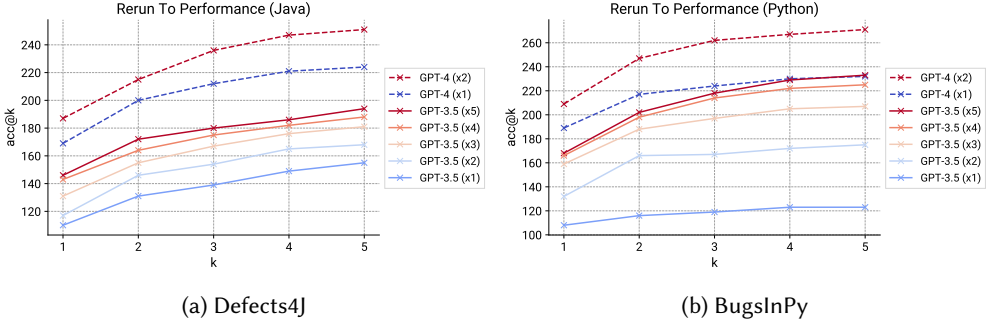 Rerun To Performance (Java)
acc@k
240
220
200
180
160
140
120
1 2 3 4 5
k
GPT-4 (x2)
GPT-4 (x1)
GPT-3.5 (x5)
GPT-3.5 (x4)
GPT-3.5 (x3)
GPT-3.5 (x2)
GPT-3.5 (x1)
(a) Defects4J
Rerun To Performance (Python)
acc@k
260
240
220
200
180
160
140
120
100
1 2 3 4 5
k
GPT-4 (x2)
GPT-4 (x1)
GPT-3.5 (x5)
GPT-3.5 (x4)
GPT-3.5 (x3)
GPT-3.5 (x2)
GPT-3.5 (x1)
(b) BugsInPy